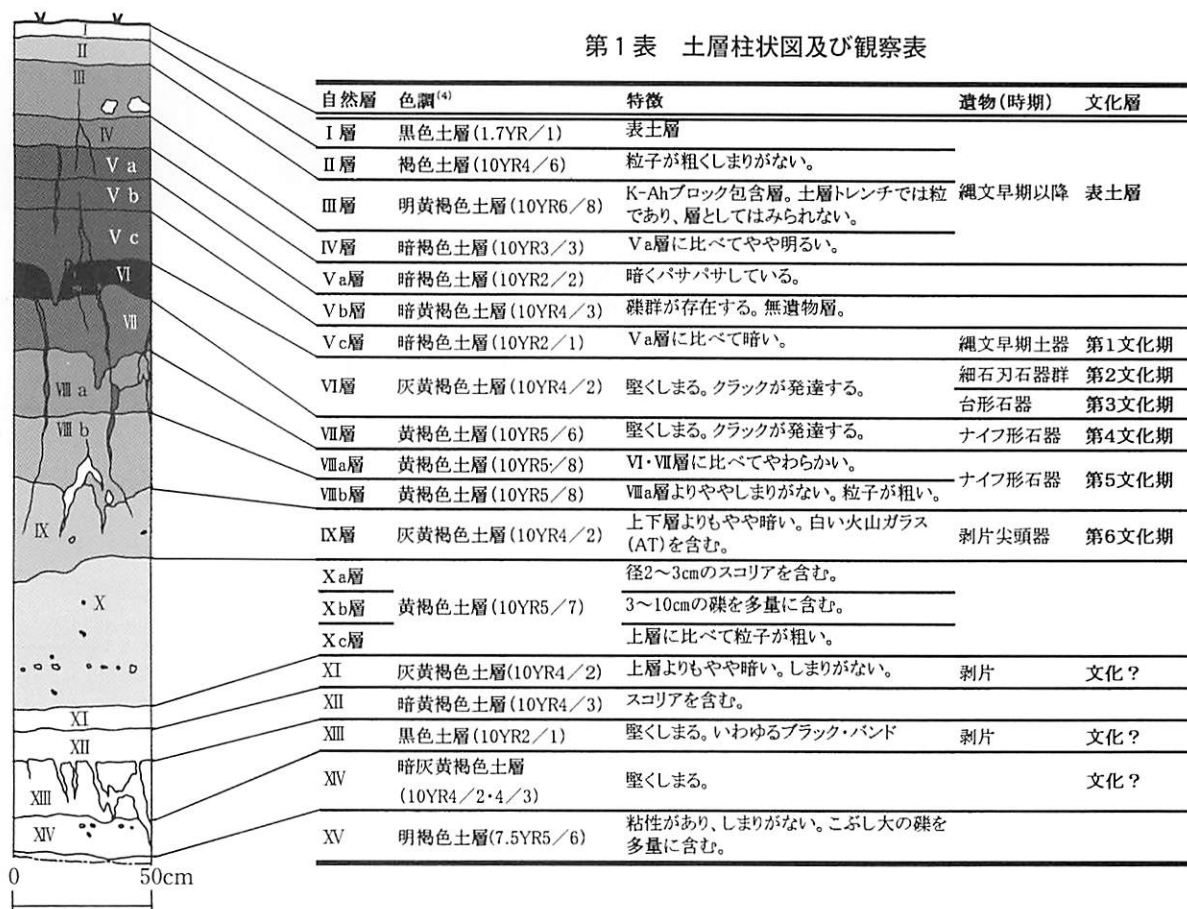 第1表　土層柱状図及び観察表
自然層　色調(4)　特徴　遺物(時期)　文化層
Ⅰ層　黒色土層(1.7YR／1)　表土層
Ⅱ層　褐色土層(10YR4／6)　粒子が粗くしまりがない。
Ⅲ層　明黄褐色土層(10YR6／8)　K-Ahブロック包含層。土層トレンチでは粒
であり、層としてはみられない。　縄文早期以降　表土層
Ⅳ層　暗褐色土層(10YR3／3)　Ⅴa層に比べてやや明るい。
Ⅴa層　暗褐色土層(10YR2／2)　暗くパサパサしている。
Ⅴb層　暗黄褐色土層(10YR4／3)　礫群が存在する。無遺物層。
Ⅴc層　暗褐色土層(10YR2／1)　Ⅴa層に比べて暗い。　縄文早期土器　第1文化期
Ⅵ層　灰黄褐色土層(10YR4／2)　堅くしまる。クラックが発達する。　細石刃石器群　第2文化期
台形石器　第3文化期
Ⅶ層　黄褐色土層(10YR5／6)　堅くしまる。クラックが発達する。　ナイフ形石器　第4文化期
Ⅷa層　黄褐色土層(10YR5／8)　Ⅵ・Ⅶ層に比べてやわらかい。　ナイフ形石器　第5文化期
Ⅷb層　黄褐色土層(10YR5／8)　Ⅷa層よりややしまりがない。粒子が粗い。
Ⅸ層　灰黄褐色土層(10YR4／2)　上下層よりもやや暗い。白い火山ガラス
(AT)を含む。　剥片尖頭器　第6文化期
Ⅹa層　径2～3cmのスコリアを含む。
Ⅹb層　黄褐色土層(10YR5／7)　3～10cmの礫を多量に含む。
Ⅹc層　上層に比べて粒子が粗い。
Ⅺ　灰黄褐色土層(10YR4／2)　上層よりもやや暗い。しまりがない。　剥片　文化？
Ⅻ　暗黄褐色土層(10YR4／3)　スコリアを含む。
XIII　黒色土層(10YR2／1)　堅くしまる。いわゆるブラック・バンド　剥片　文化？
XIV　暗灰黄褐色土層
(10YR4／2・4／3)　堅くしまる。　文化？
XV　明褐色土層(7.5YR5／6)　粘性があり、しまりがない。こぶし大の礫を
多量に含む。
Ⅰ
Ⅱ
Ⅲ
Ⅳ
Ⅴa
Ⅴb
Ⅴc
Ⅵ
Ⅶ
Ⅷa
Ⅷb
Ⅸ
Ⅹ
Ⅺ
Ⅻ
XIII
XIV
0　50cm